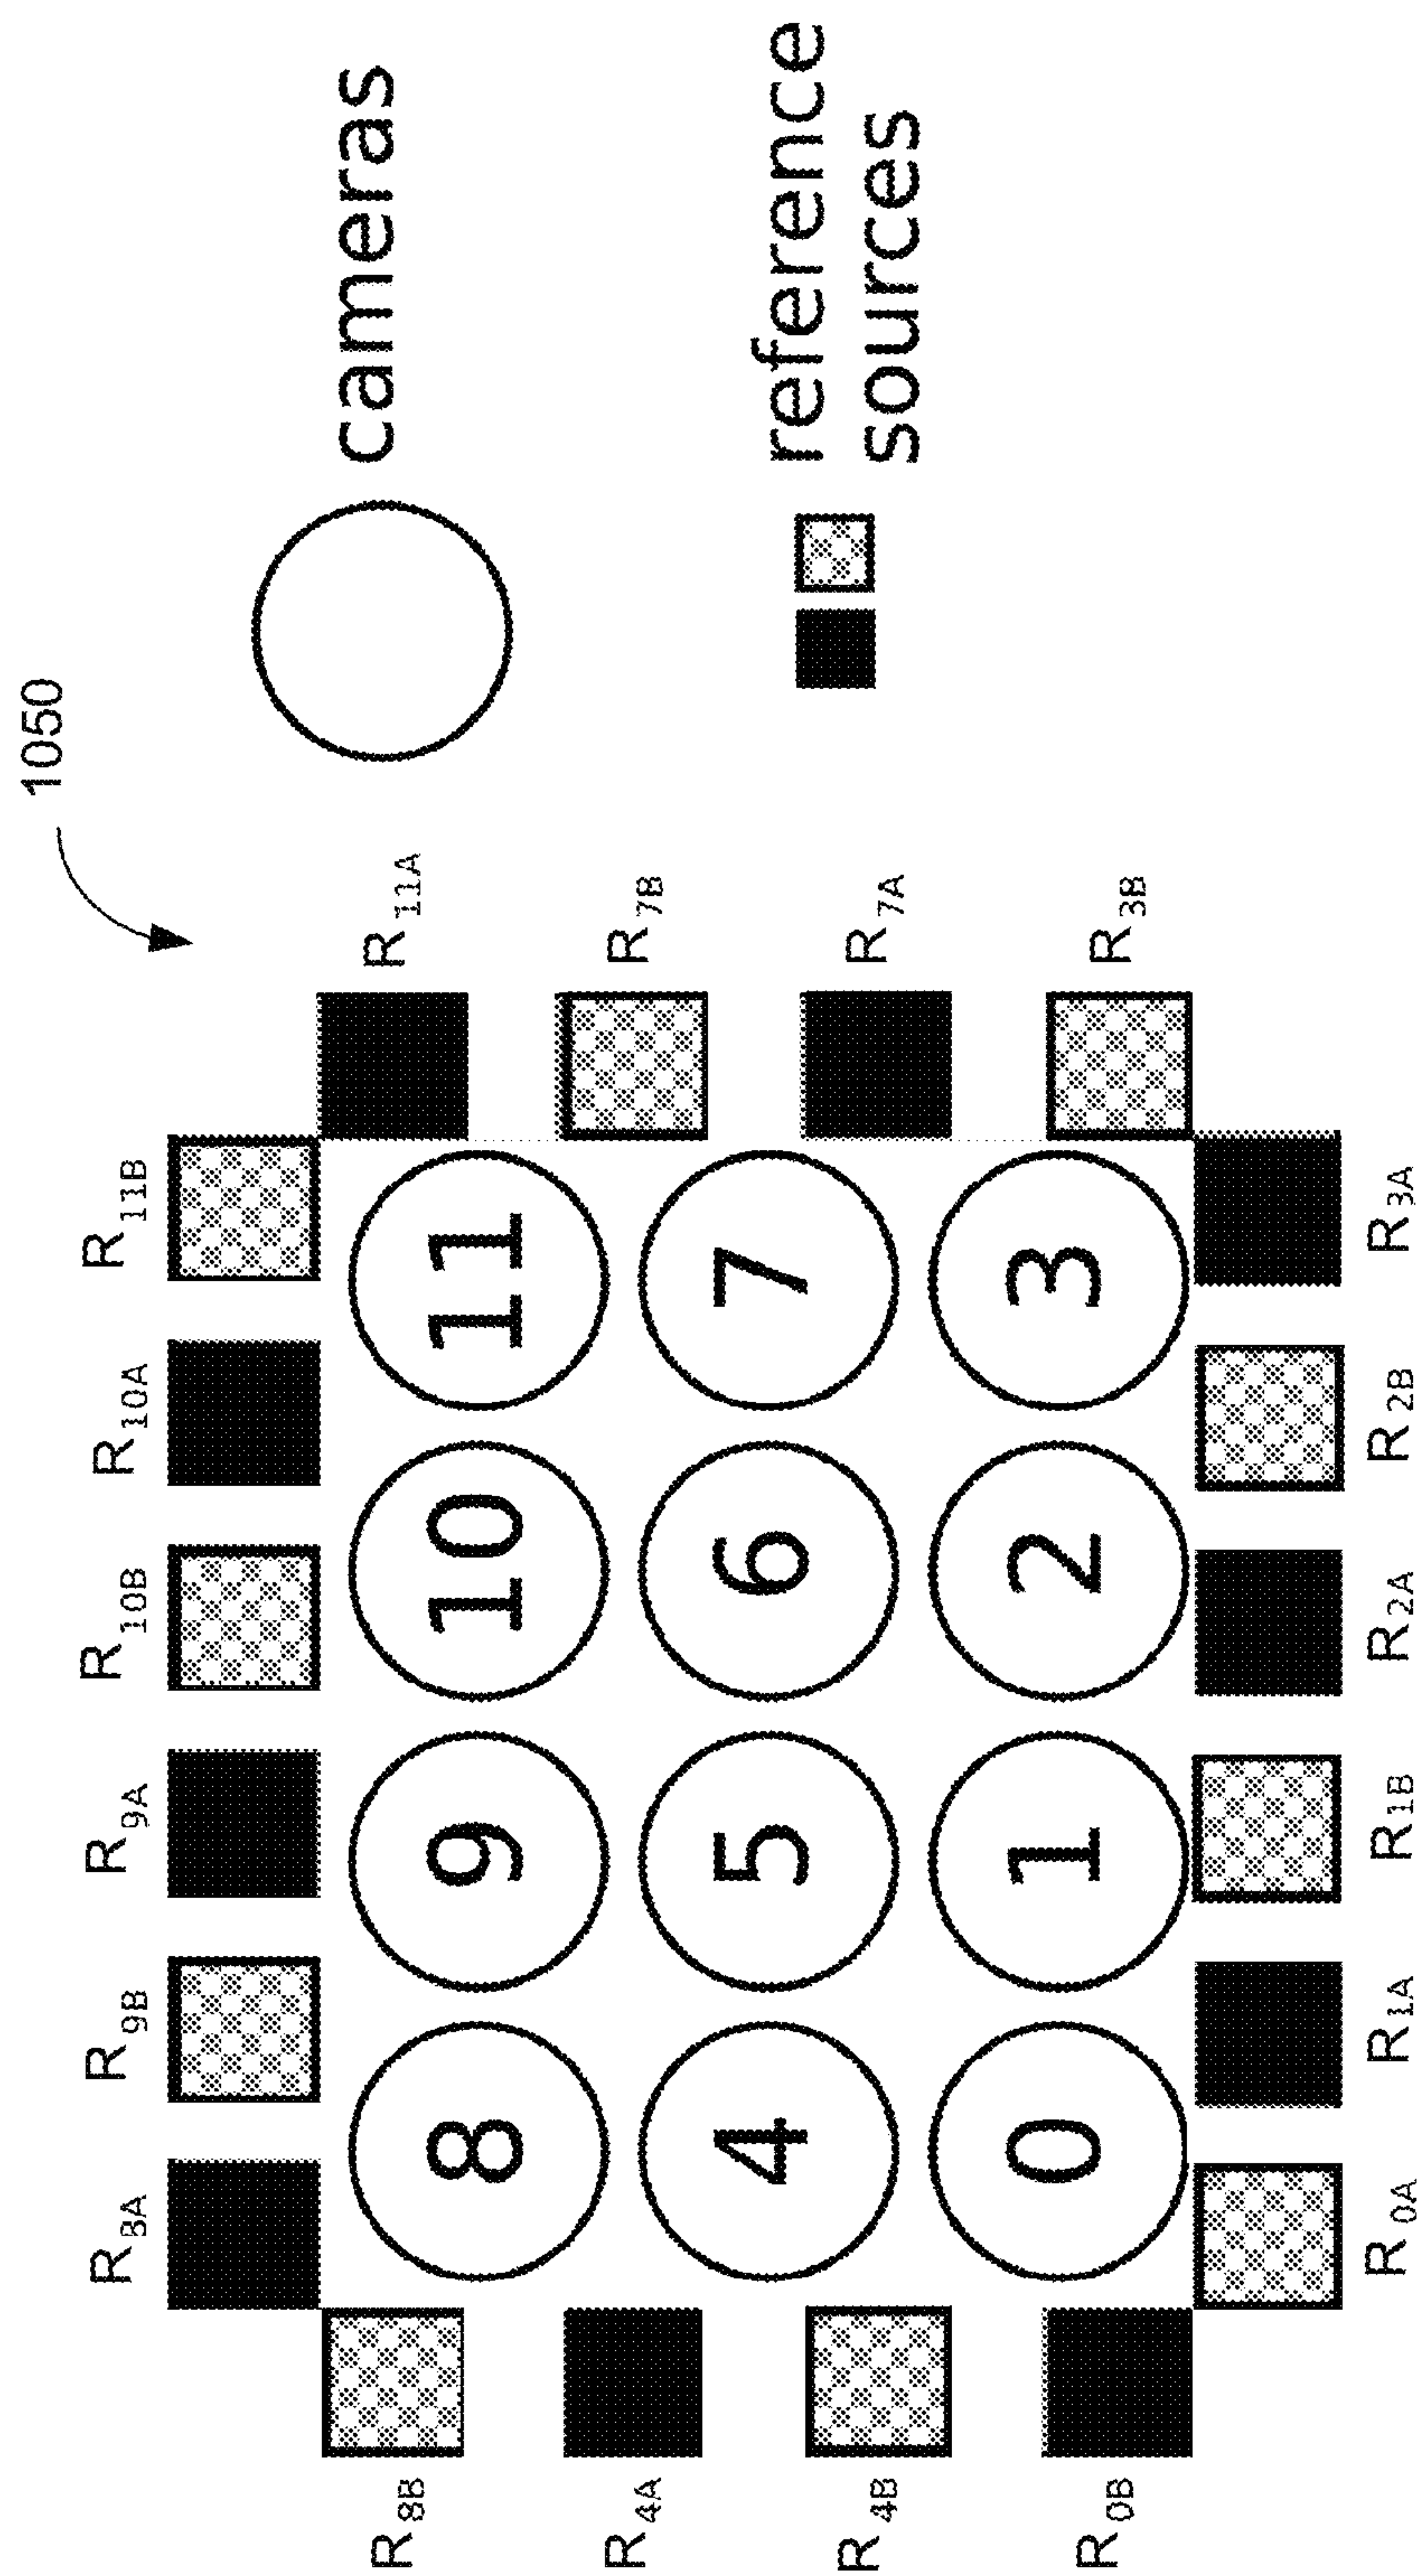 1050
R8A R9B R9A R10B R10A R11B
R8B R11A
8 9 10 11
R4A R7B
4 5 6 7
R4B R7A
0 1 2 3
R0B R3B
R0A R1A R1B R2A R2B R3A
cameras
reference
sources